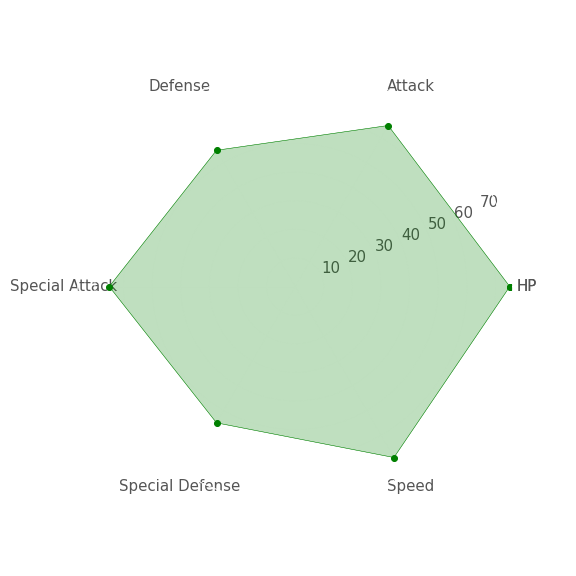 Defense
Attack
70
60
50
40
30
20
10
Special Attack
HP
Special Defense
Speed